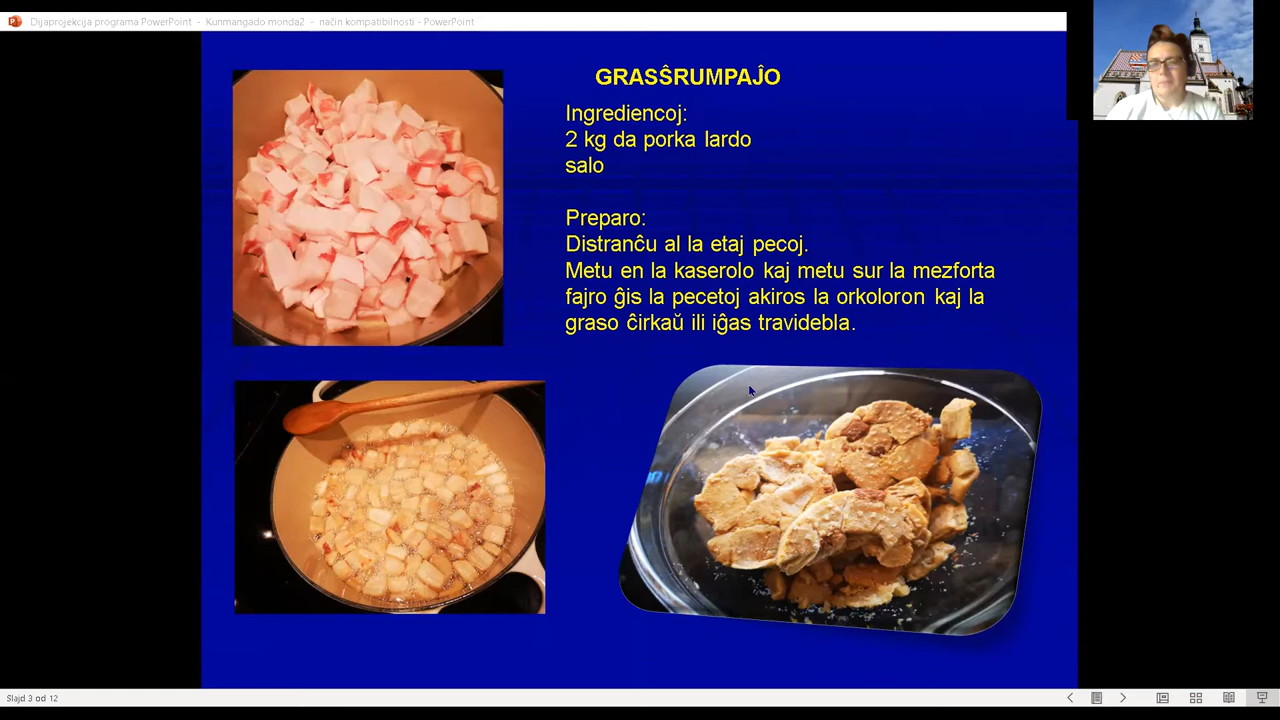 Dijaprojekcija programa PowerPoint - Kunmangado monda2 - način kompatibilnosti - PowerPoint
GRASŜRUMPAĴO
Ingrediencoj:
2 kg da porka lardo
salo
Preparo:
Distranĉu al la etaj pecoj.
Metu en la kaserolo kaj metu sur la mezforta
fajro ĝis la pecetoj akiros la orkoloron kaj la
graso ĉirkaŭ ili iĝas travidebla.
Slajd 3 od 12